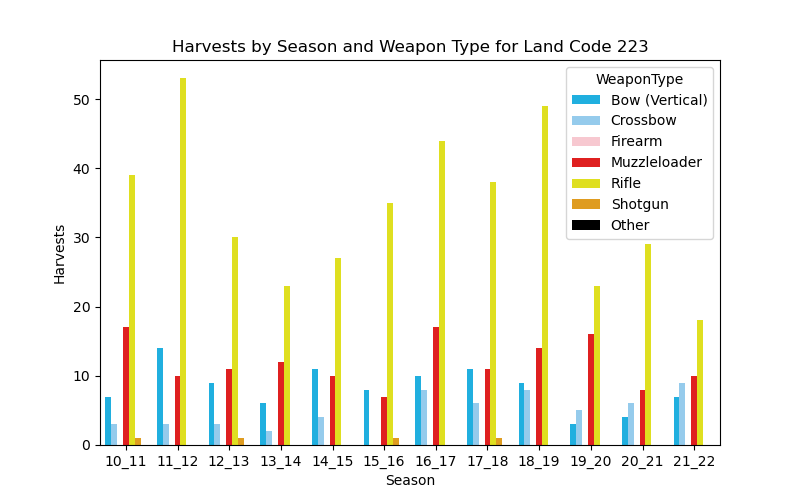 Harvests by Season and Weapon Type for Land Code 223
WeaponType
Bow (Vertical)
Crossbow
Firearm
Muzzleloader
Rifle
Shotgun
Other
Harvests
50
40
30
20
10
0
10_11 11_12 12_13 13_14 14_15 15_16 16_17 17_18 18_19 19_20 20_21 21_22
Season